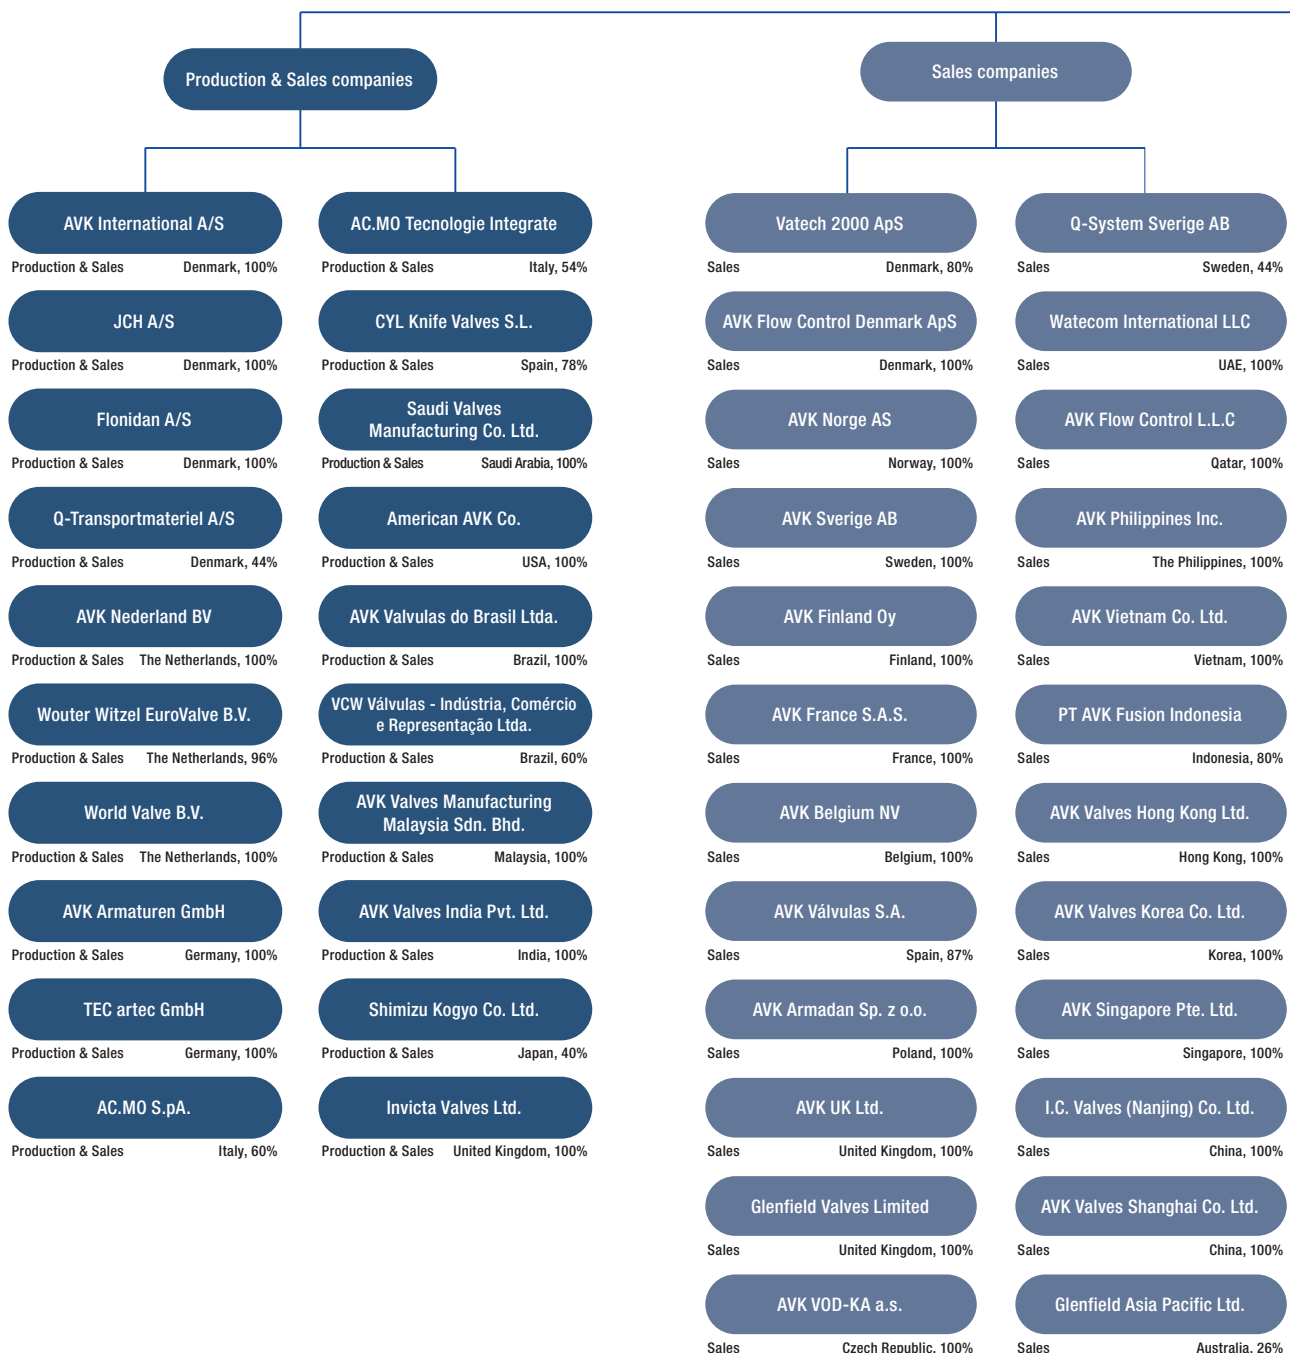 Production & Sales companies
AVK International A/S
Production & Sales Denmark, 100%
JCH A/S
Production & Sales Denmark, 100%
Flonidan A/S
Production & Sales Denmark, 100%
Q-Transportmateriel A/S
Production & Sales Denmark, 44%
AVK Nederland BV
Production & Sales The Netherlands, 100%
Wouter Witzel EuroValve B.V.
Production & Sales The Netherlands, 96%
World Valve B.V.
Production & Sales The Netherlands, 100%
AVK Armaturen GmbH
Production & Sales Germany, 100%
TEC artec GmbH
Production & Sales Germany, 100%
AC.MO S.pA.
Production & Sales Italy, 60%
AC.MO Tecnologie Integrate
Production & Sales Italy, 54%
CYL Knife Valves S.L.
Production & Sales Spain, 78%
Saudi Valves
Manufacturing Co. Ltd.
Production & Sales Saudi Arabia, 100%
American AVK Co.
Production & Sales USA, 100%
AVK Valvulas do Brasil Ltda.
Production & Sales Brazil, 100%
VCW Válvulas - Indústria, Comércio
e Representação Ltda.
Production & Sales Brazil, 60%
AVK Valves Manufacturing
Malaysia Sdn. Bhd.
Production & Sales Malaysia, 100%
AVK Valves India Pvt. Ltd.
Production & Sales India, 100%
Shimizu Kogyo Co. Ltd.
Production & Sales Japan, 40%
Invicta Valves Ltd.
Production & Sales United Kingdom, 100%
Sales companies
Vatech 2000 ApS
Sales Denmark, 80%
AVK Flow Control Denmark ApS
Sales Denmark, 100%
AVK Norge AS
Sales Norway, 100%
AVK Sverige AB
Sales Sweden, 100%
AVK Finland Oy
Sales Finland, 100%
AVK France S.A.S.
Sales France, 100%
AVK Belgium NV
Sales Belgium, 100%
AVK Válvulas S.A.
Sales Spain, 87%
AVK Armadan Sp. z o.o.
Sales Poland, 100%
AVK UK Ltd.
Sales United Kingdom, 100%
Glenfield Valves Limited
Sales United Kingdom, 100%
AVK VOD-KA a.s.
Sales Czech Republic, 100%
Q-System Sverige AB
Sales Sweden, 44%
Watecom International LLC
Sales UAE, 100%
AVK Flow Control L.L.C
Sales Qatar, 100%
AVK Philippines Inc.
Sales The Philippines, 100%
AVK Vietnam Co. Ltd.
Sales Vietnam, 100%
PT AVK Fusion Indonesia
Sales Indonesia, 80%
AVK Valves Hong Kong Ltd.
Sales Hong Kong, 100%
AVK Valves Korea Co. Ltd.
Sales Korea, 100%
AVK Singapore Pte. Ltd.
Sales Singapore, 100%
I.C. Valves (Nanjing) Co. Ltd.
Sales China, 100%
AVK Valves Shanghai Co. Ltd.
Sales China, 100%
Glenfield Asia Pacific Ltd.
Sales Australia, 26%